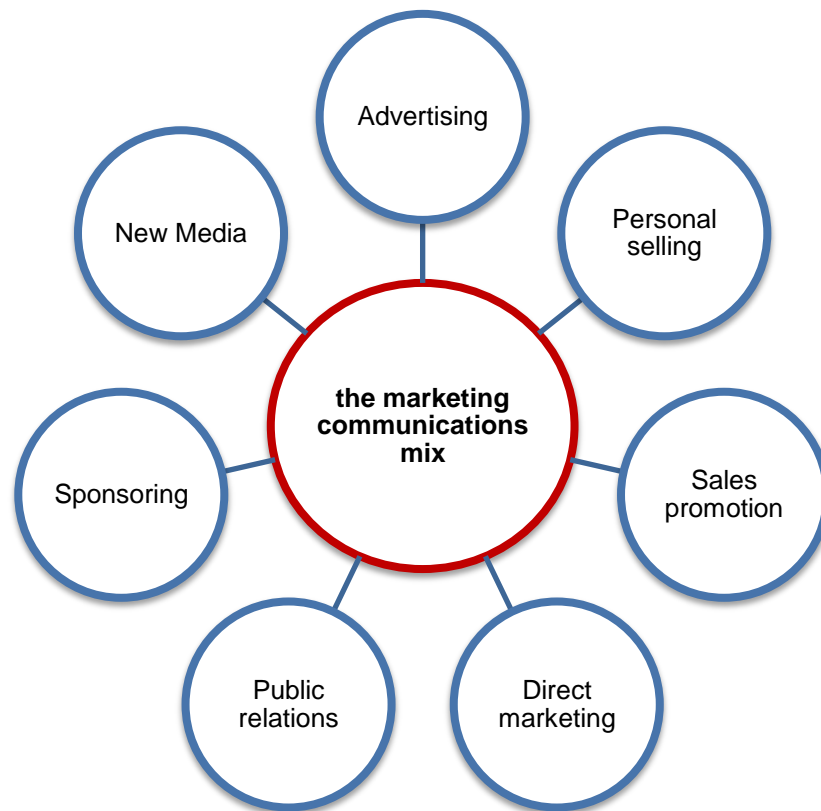 Advertising
New Media
Personal
selling
the marketing
communications
mix
Sponsoring
Sales
promotion
Public
relations
Direct
marketing